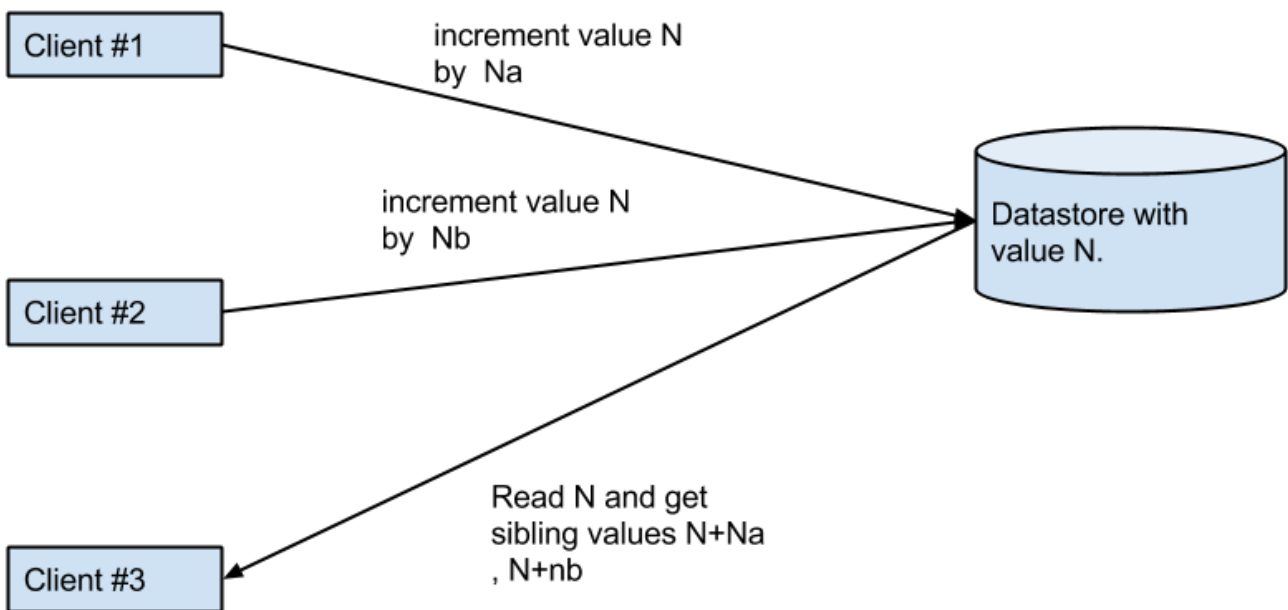 Client #1
increment value N
by Na
increment value N
by Nb
Datastore with
value N.
Client #2
Read N and get
sibling values N+Na
, N+nb
Client #3